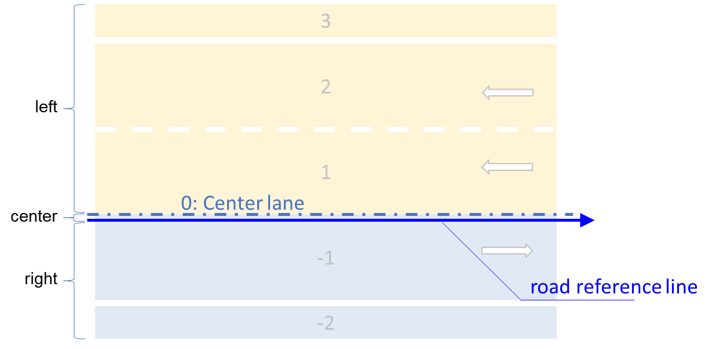 3
2
left
1
0: Center lane
center
-1
right
road reference line
-2